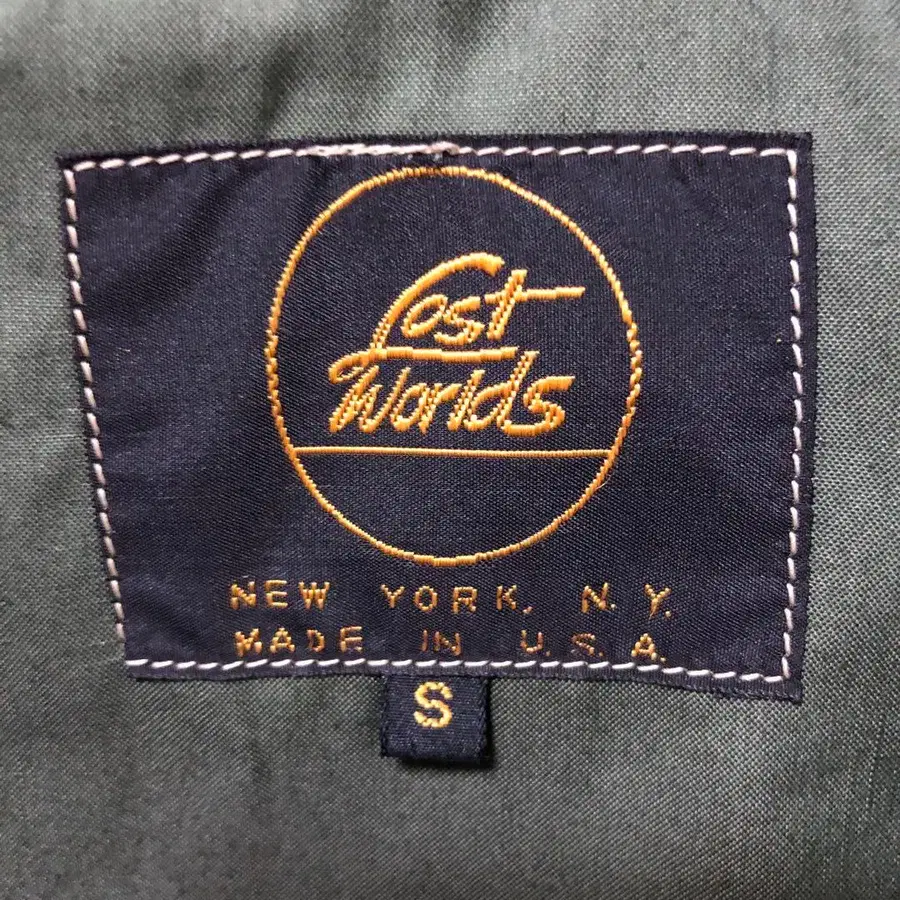 Lost
Worlds
NEW YORK, N.Y.
MADE IN U.S.A.
S